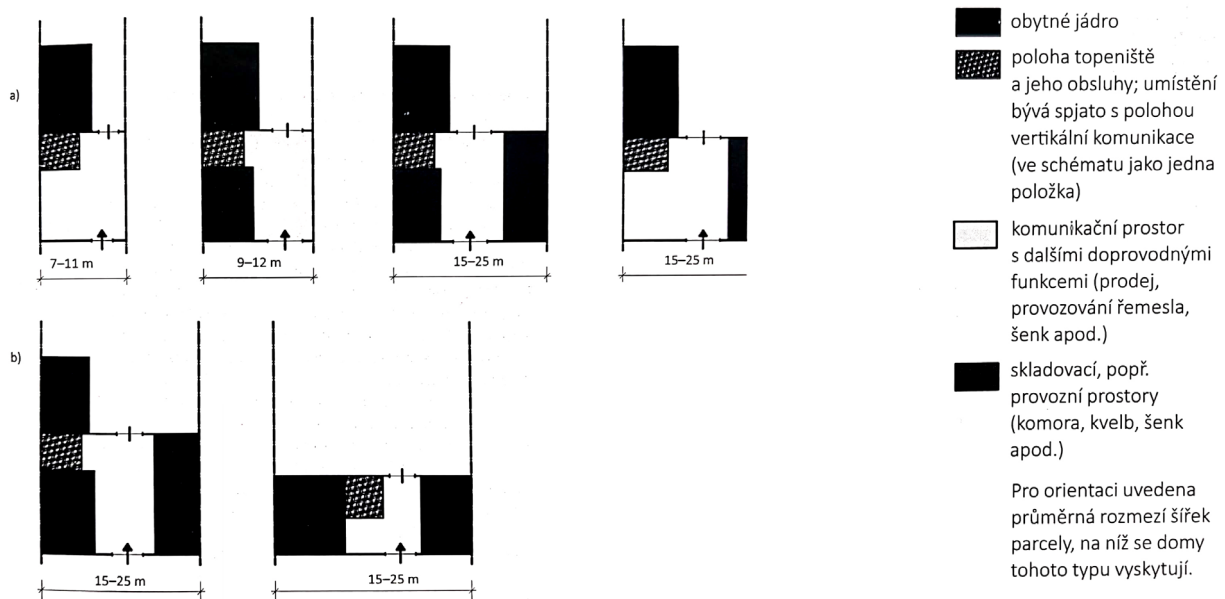 a)
7–11 m
9–12 m
15–25 m
15–25 m
b)
15–25 m
15–25 m
obytné jádro
poloha topeniště
a jeho obsluhy; umístění
bývá spjato s polohou
vertikální komunikace
(ve schématu jako jedna
položka)
komunikační prostor
s dalšími doprovodnými
funkcemi (prodej,
provozování řemesla,
šenk apod.)
skladovací, popř.
provozní prostory
(komora, kvelb, šenk
apod.)
Pro orientaci uvedena
průměrná rozmezí šířek
parcely, na níž se domy
tohoto typu vyskytují.